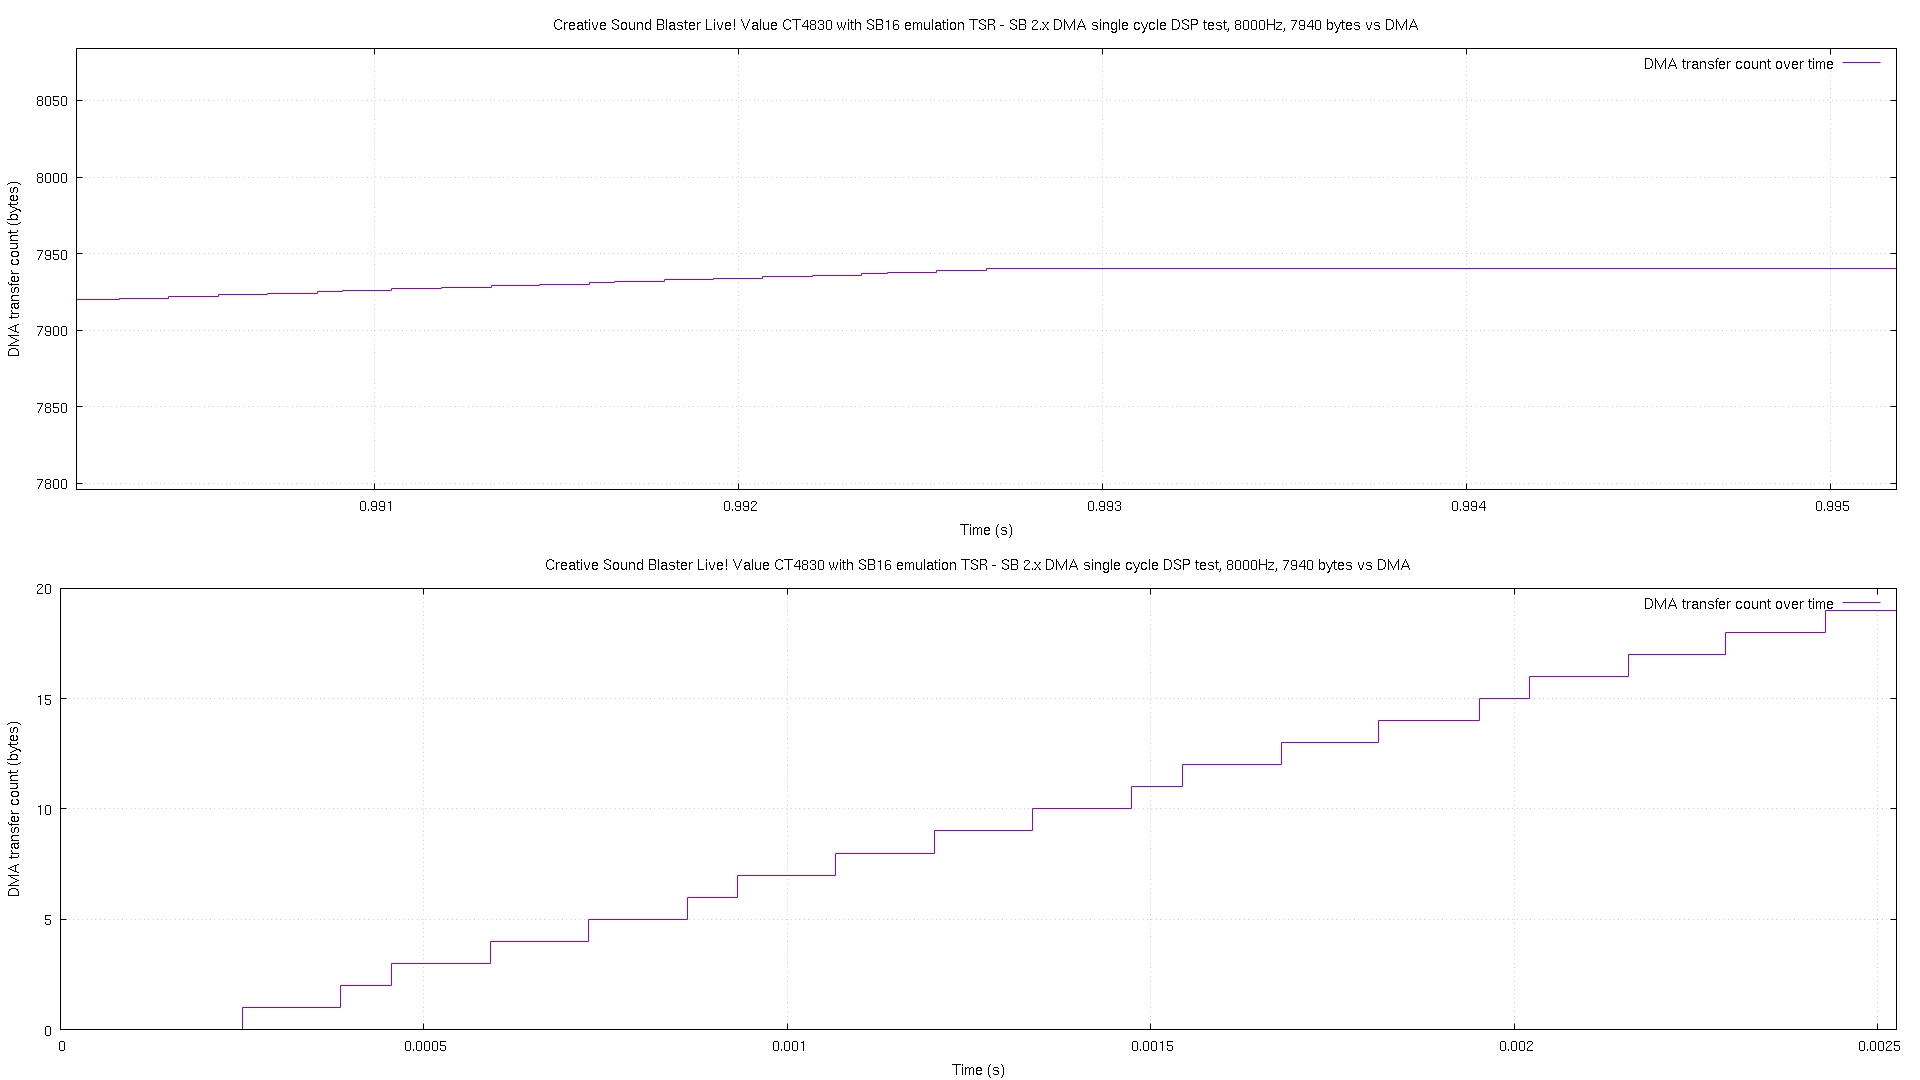 Creative Sound Blaster Live! Value CT4830 with SB16 emulation TSR - SB 2.x DMA single cycle DSP test, 8000Hz, 7940 bytes vs DMA
DMA transfer count over time
8050
8000
7950
7900
7850
7800
DMA transfer count (bytes)
0.991 0.992 0.993 0.994 0.995
Time (s)
Creative Sound Blaster Live! Value CT4830 with SB16 emulation TSR - SB 2.x DMA single cycle DSP test, 8000Hz, 7940 bytes vs DMA
DMA transfer count over time
20
15
10
5
0
DMA transfer count (bytes)
0 0.0005 0.001 0.0015 0.002 0.0025
Time (s)